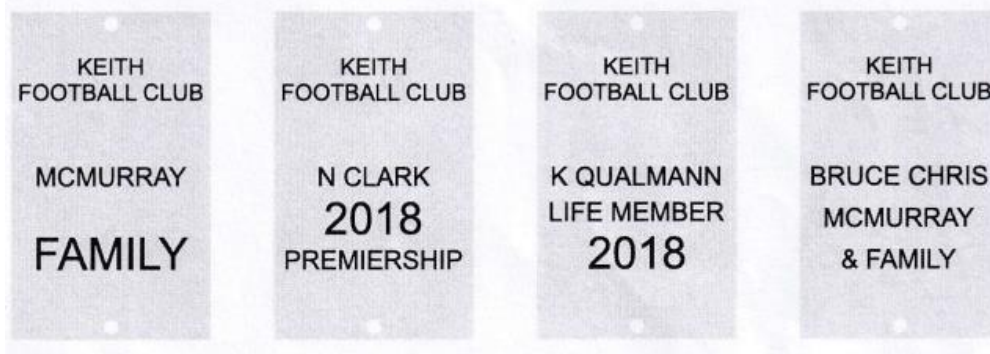 KEITH
FOOTBALL CLUB
MCMURRAY
FAMILY
KEITH
FOOTBALL CLUB
N CLARK
2018
PREMIERSHIP
KEITH
FOOTBALL CLUB
K QUALMANN
LIFE MEMBER
2018
KEITH
FOOTBALL CLUB
BRUCE CHRIS
MCMURRAY
& FAMILY